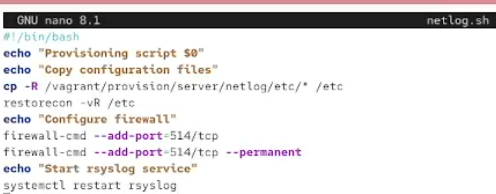 GNU nano 8.1 netlog.sh
#!/bin/bash
echo "Provisioning script $0"
echo "Copy configuration files"
cp -R /vagrant/provision/server/netlog/etc/* /etc
restorecon -vR /etc
echo "Configure firewall"
firewall-cmd --add-port=514/tcp
firewall-cmd --add-port=514/tcp --permanent
echo "Start rsyslog service"
systemctl restart rsyslog